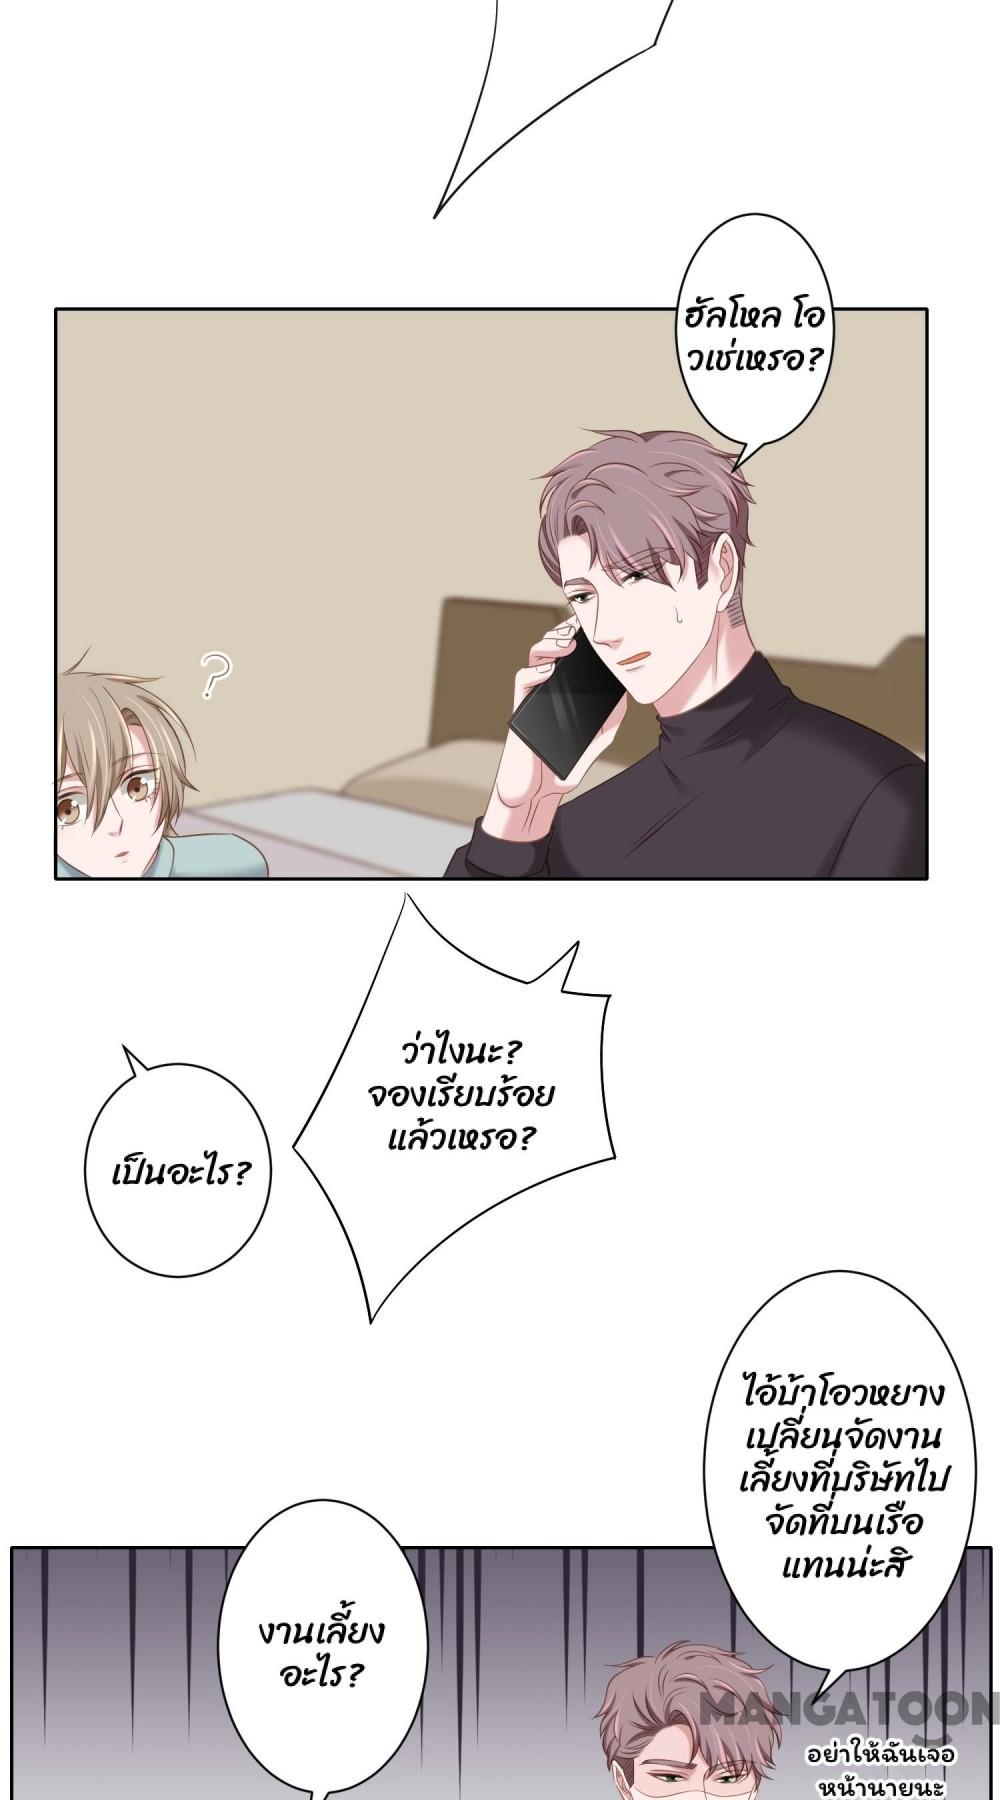 ฮัลโหล โอ
วเช่เหรอ?
?
ว่าไงนะ?
จองเรียบร้อย
แล้วเหรอ?
เป็นอะไร?
ไอ้บ้าโอวหยาง
เปลี่ยนจัดงาน
เลี้ยงที่บริษัทไป
จัดที่บนเรือ
แทนน่ะสิ
งานเลี้ยง
อะไร?
MANGATOON
อย่าให้ฉันเจอ
หน้านายนะ